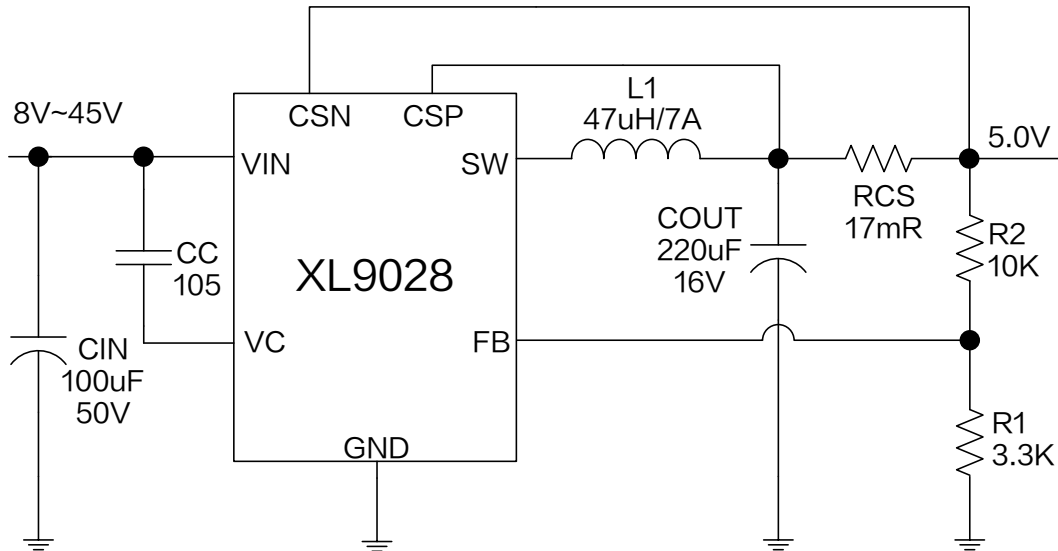 8V~45V
CSN
CSP
L1
47uH/7A
5.0V
VIN
SW
RCS
17mR
COUT
220uF
16V
R2
10K
CC
105
XL9028
VC
FB
CIN
100uF
50V
GND
R1
3.3K